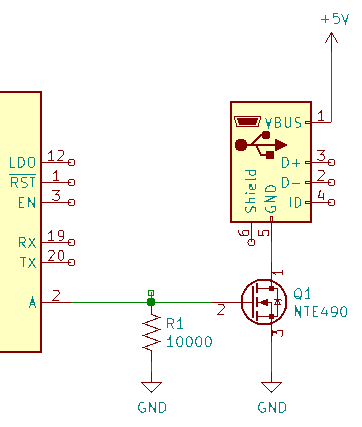 +5V
VBUS 1
LDO 12
RST 1
EN 3
D+ 3
D- 2
ID 4
Shield
GND
6
5
RX 19
TX 20
A 2
1
2
Q1
NTE490
3
R1
10000
GND
GND